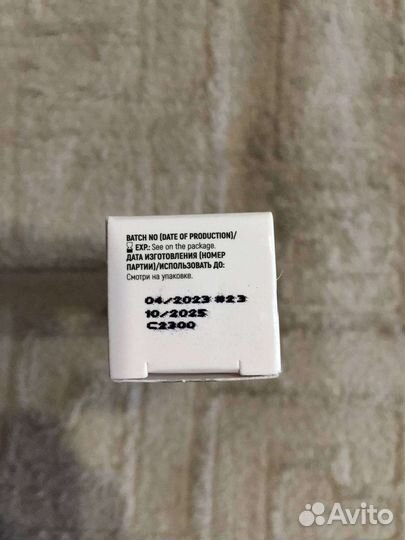 BATCH NO (DATE OF PRODUCTION)/
EXP.: See on the package.
ДАТА ИЗГОТОВЛЕНИЯ (НОМЕР
ПАРТИИ)/ИСПОЛЬЗОВАТЬ ДО:
Смотри на упаковке.
04/2023 #23
10/2025
C2300
Avito